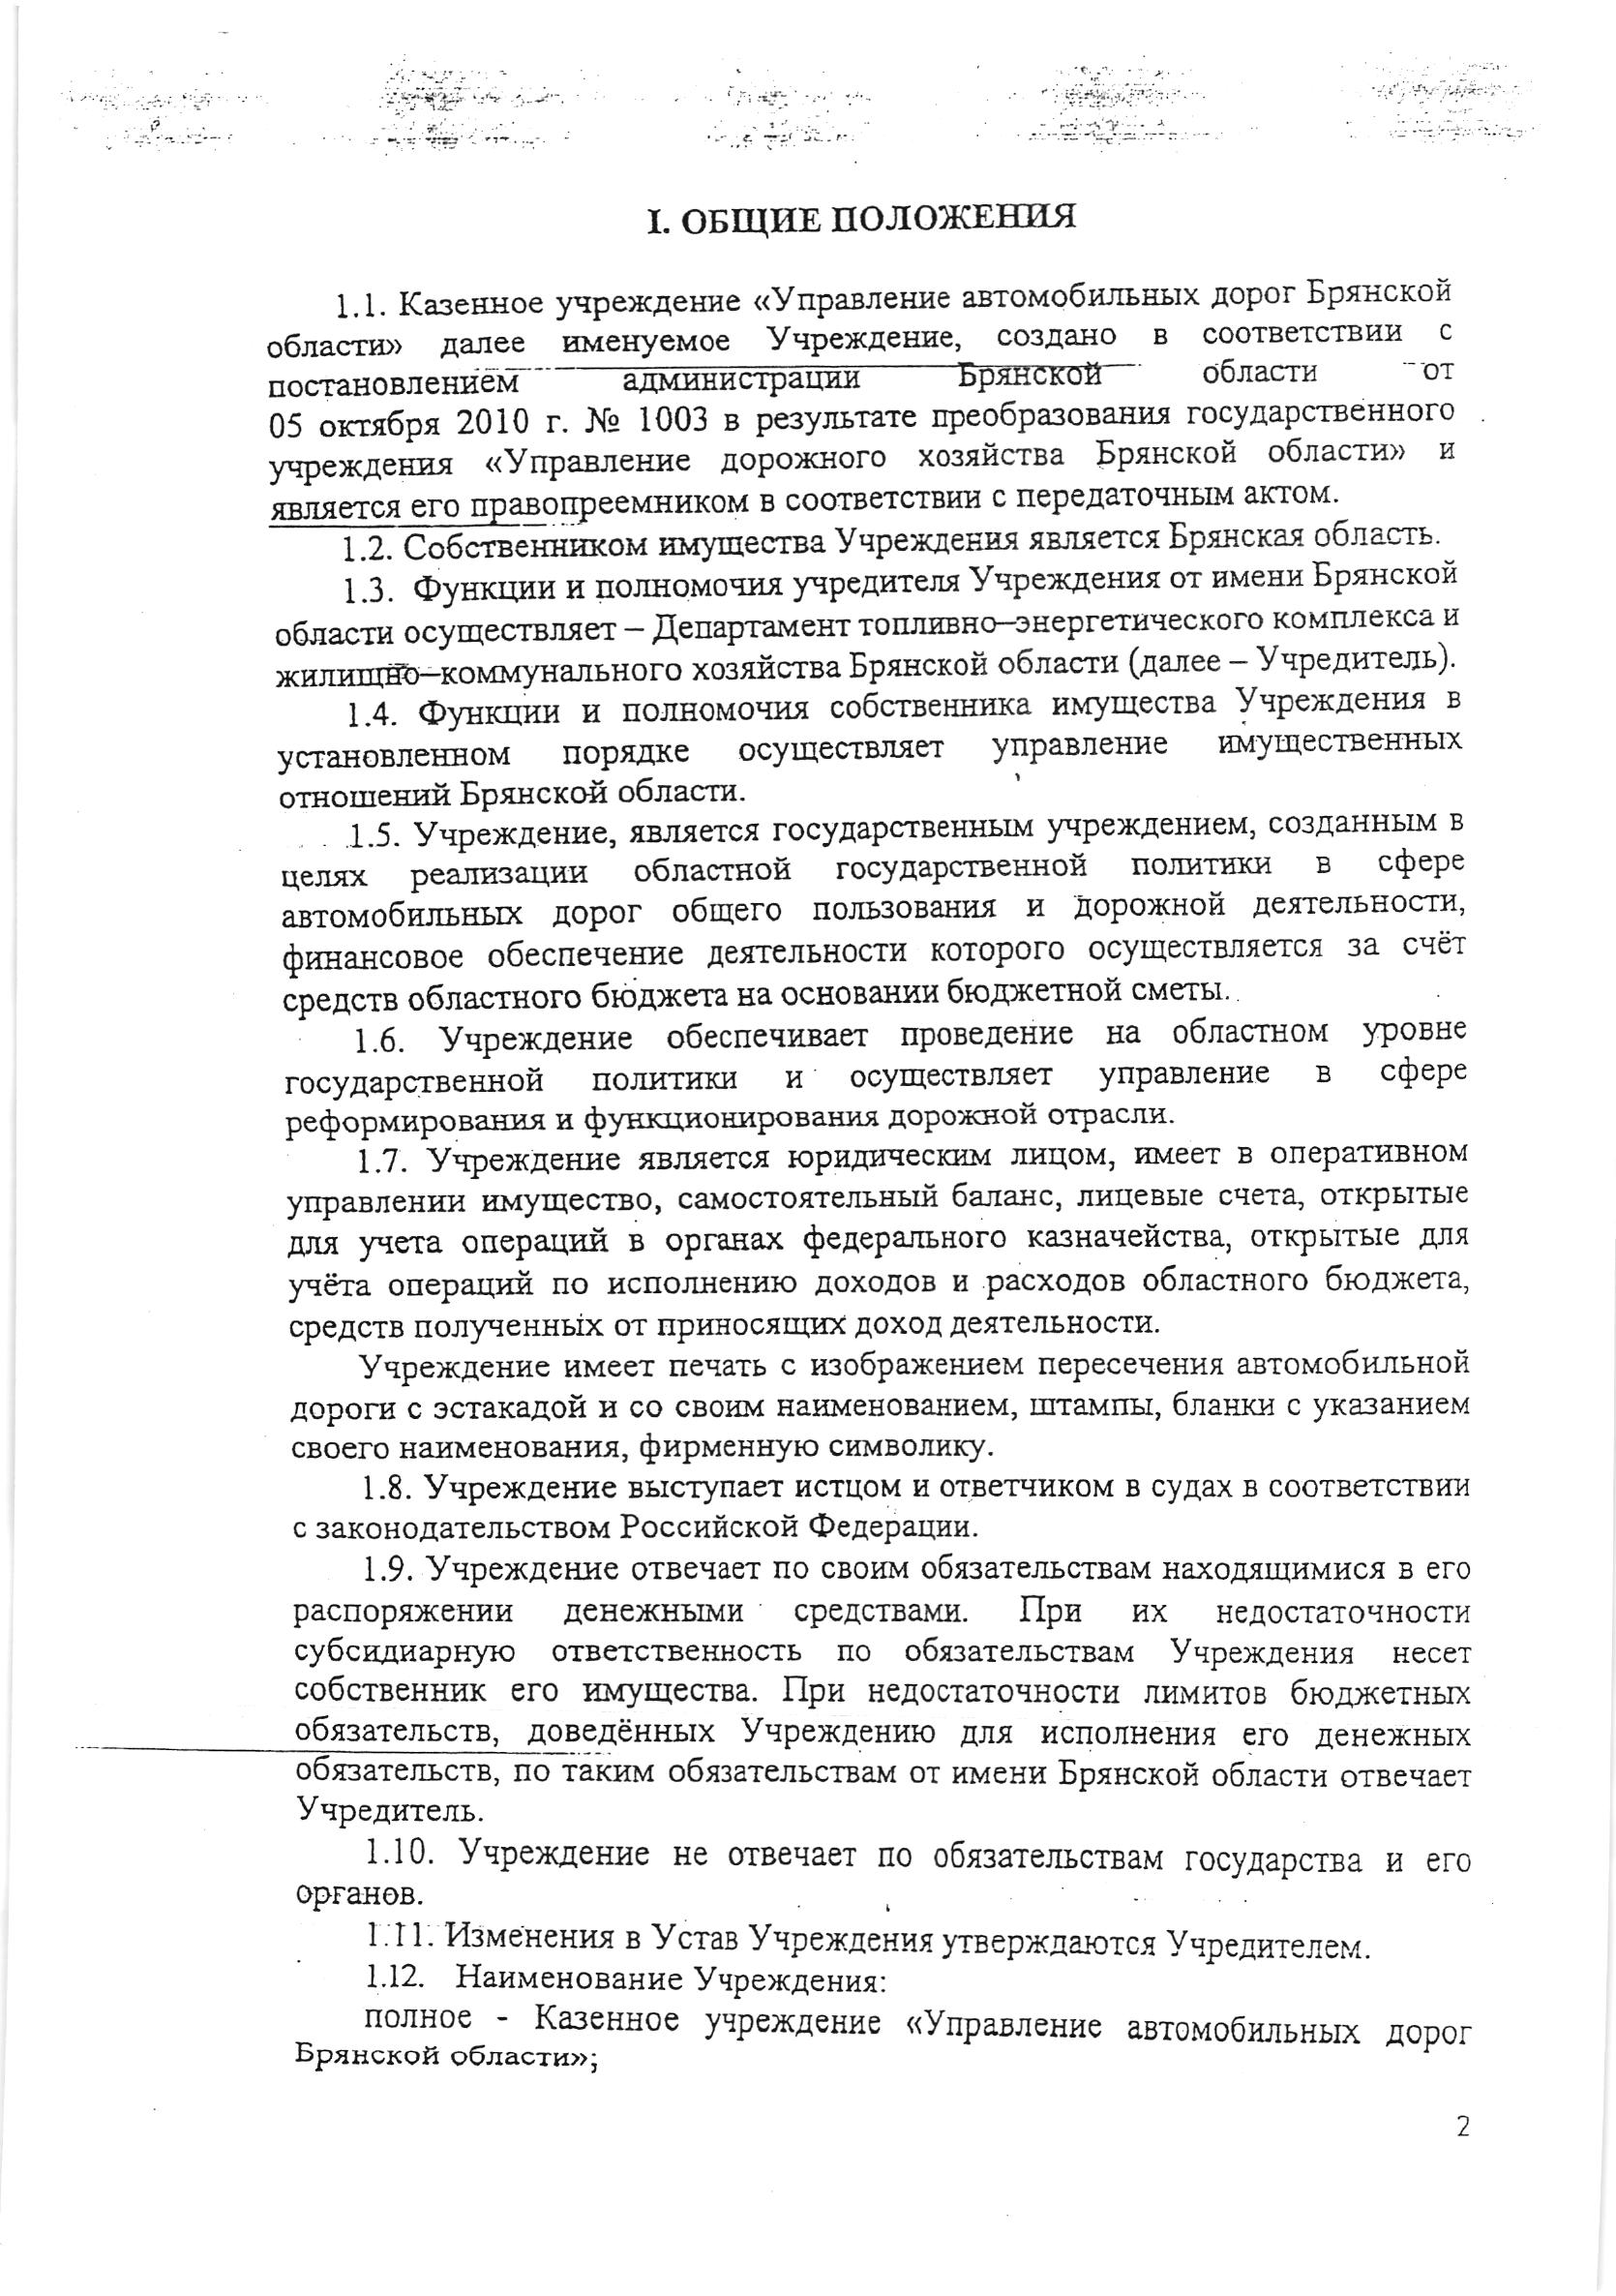 I. ОБЩИЕ ПОЛОЖЕНИЯ
1.1. Казенное учреждение «Управление автомобильных дорог Брянской
области» далее именуемое Учреждение, создано в соответствии с
постановлением администрации Брянской области от
05 октября 2010 г. № 1003 в результате преобразования государственного
учреждения «Управление дорожного хозяйства Брянской области» и
является его правопреемником в соответствии с передаточным актом.
1.2. Собственником имущества Учреждения является Брянская область.
1.3. Функции и полномочия учредителя Учреждения от имени Брянской
области осуществляет – Департамент топливно–энергетического комплекса и
жилищно–коммунального хозяйства Брянской области (далее – Учредитель).
1.4. Функции и полномочия собственника имущества Учреждения в
установленном порядке осуществляет управление имущественных
отношений Брянской области.
1.5. Учреждение, является государственным учреждением, созданным в
целях реализации областной государственной политики в сфере
автомобильных дорог общего пользования и дорожной деятельности,
финансовое обеспечение деятельности которого осуществляется за счёт
средств областного бюджета на основании бюджетной сметы.
1.6. Учреждение обеспечивает проведение на областном уровне
государственной политики и осуществляет управление в сфере
реформирования и функционирования дорожной отрасли.
1.7. Учреждение является юридическим лицом, имеет в оперативном
управлении имущество, самостоятельный баланс, лицевые счета, открытые
для учета операций в органах федерального казначейства, открытые для
учёта операций по исполнению доходов и расходов областного бюджета,
средств полученных от приносящих доход деятельности.
Учреждение имеет печать с изображением пересечения автомобильной
дороги с эстакадой и со своим наименованием, штампы, бланки с указанием
своего наименования, фирменную символику.
1.8. Учреждение выступает истцом и ответчиком в судах в соответствии
с законодательством Российской Федерации.
1.9. Учреждение отвечает по своим обязательствам находящимися в его
распоряжении денежными средствами. При их недостаточности
субсидиарную ответственность по обязательствам Учреждения несет
собственник его имущества. При недостаточности лимитов бюджетных
обязательств, доведённых Учреждению для исполнения его денежных
обязательств, по таким обязательствам от имени Брянской области отвечает
Учредитель.
1.10. Учреждение не отвечает по обязательствам государства и его
органов.
1.11. Изменения в Устав Учреждения утверждаются Учредителем.
1.12. Наименование Учреждения:
полное - Казенное учреждение «Управление автомобильных дорог
Брянской области»;
2